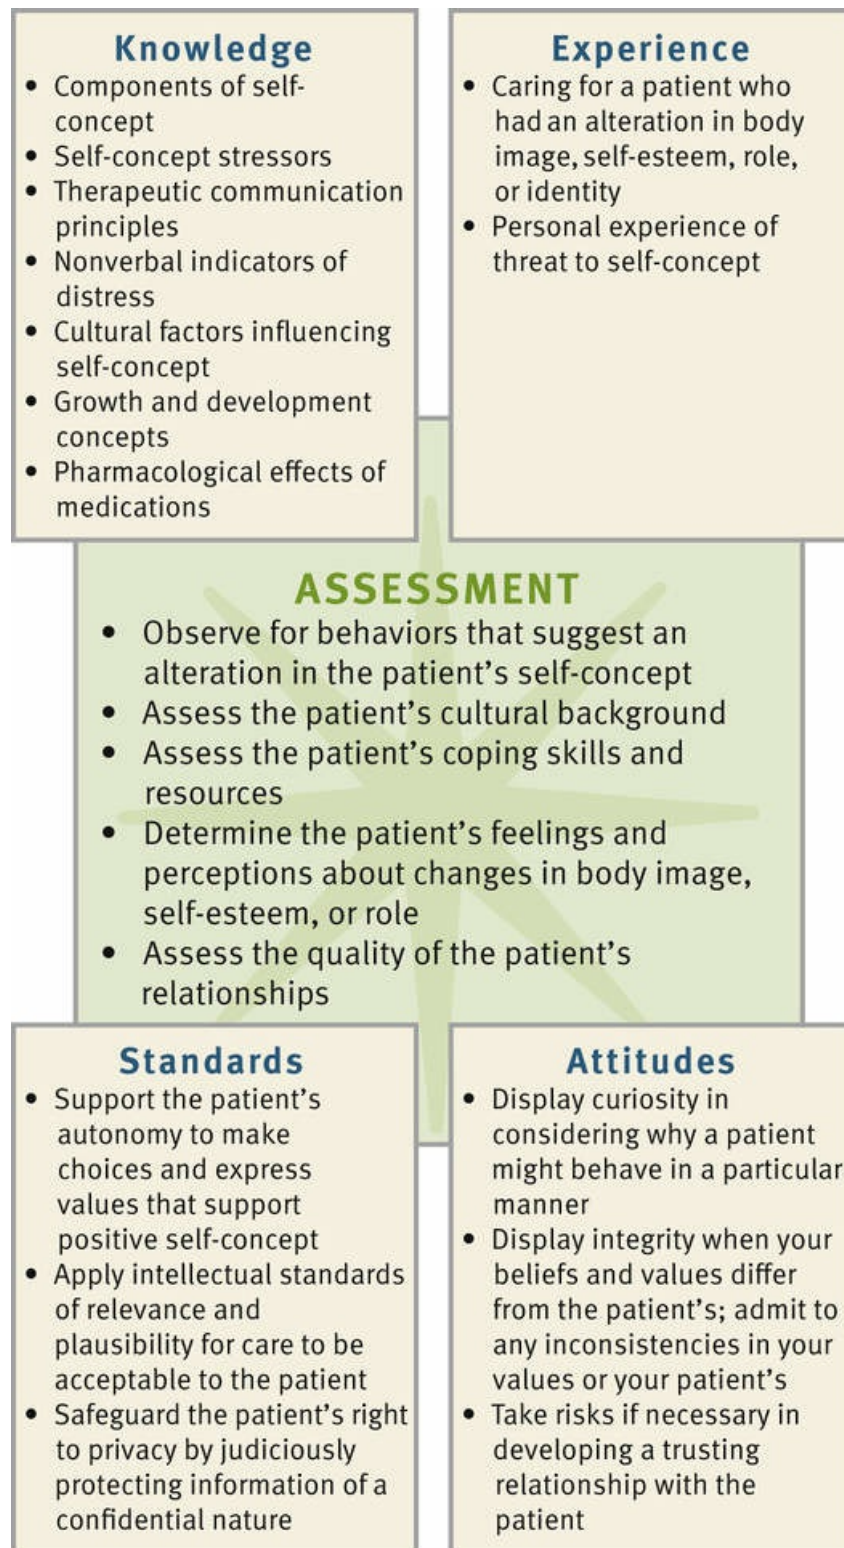 Knowledge
• Components of self-
concept
• Self-concept stressors
• Therapeutic communication
principles
• Nonverbal indicators of
distress
• Cultural factors influencing
self-concept
• Growth and development
concepts
• Pharmacological effects of
medications
Experience
• Caring for a patient who
had an alteration in body
image, self-esteem, role,
or identity
• Personal experience of
threat to self-concept
ASSESSMENT
• Observe for behaviors that suggest an
alteration in the patient's self-concept
• Assess the patient's cultural background
• Assess the patient's coping skills and
resources
• Determine the patient's feelings and
perceptions about changes in body image,
self-esteem, or role
• Assess the quality of the patient's
relationships
Standards
• Support the patient's
autonomy to make
choices and express
values that support
positive self-concept
• Apply intellectual standards
of relevance and
plausibility for care to be
acceptable to the patient
• Safeguard the patient's right
to privacy by judiciously
protecting information of a
confidential nature
Attitudes
• Display curiosity in
considering why a patient
might behave in a particular
manner
• Display integrity when your
beliefs and values differ
from the patient's; admit to
any inconsistencies in your
values or your patient's
• Take risks if necessary in
developing a trusting
relationship with the
patient